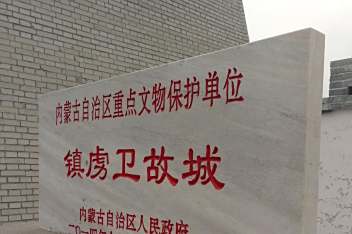 内蒙古自治区重点文物保护单位
镇虏卫故城
内蒙古自治区人民政府